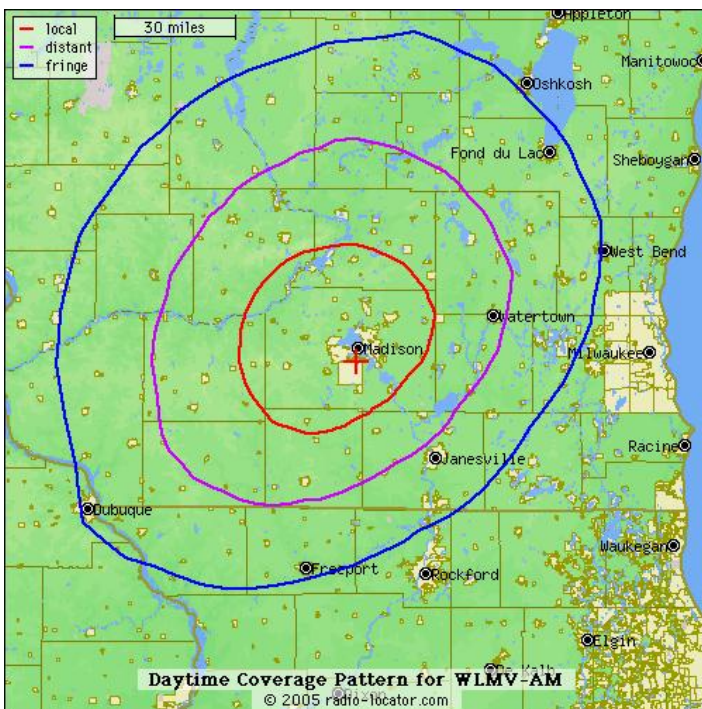 local
distant
fringe
30 miles
Appleton
Manitowoc
Oshkosh
Fond du Lac
Sheboygan
West Bend
Watertown
Madison
Milwaukee
Racine
Janesville
Dubuque
Waukegan
Freeport
Rockford
Elgin
De Kalb
Daytime Coverage Pattern for WLMV-AM
Dixon
© 2005 radio-locator.com